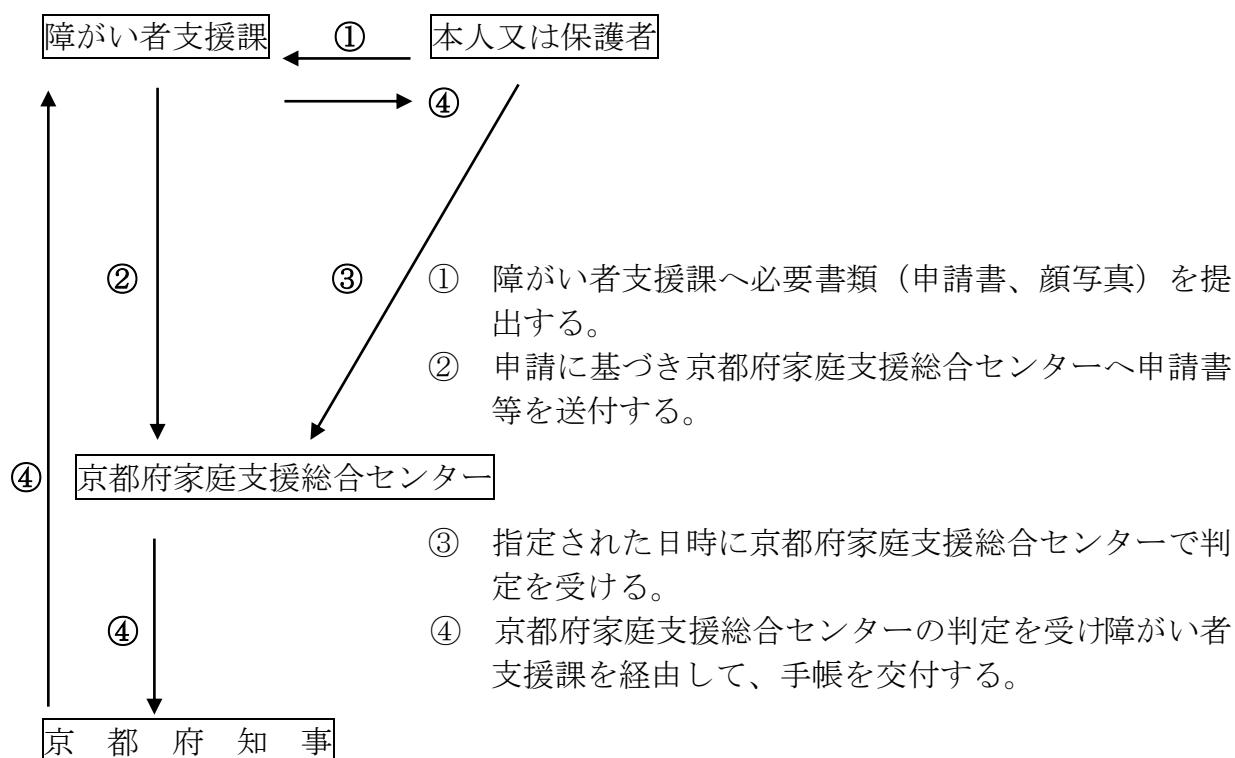 障がい者支援課 ① 本人又は保護者
④
② ③ ① 障がい者支援課へ必要書類（申請書、顔写真）を提
出する。
② 申請に基づき京都府家庭支援総合センターへ申請書
等を送付する。
④ 京都府家庭支援総合センター
③ 指定された日時に京都府家庭支援総合センターで判
定を受ける。
④ ④ 京都府家庭支援総合センターの判定を受け障がい者
支援課を経由して、手帳を交付する。
京 都 府 知 事